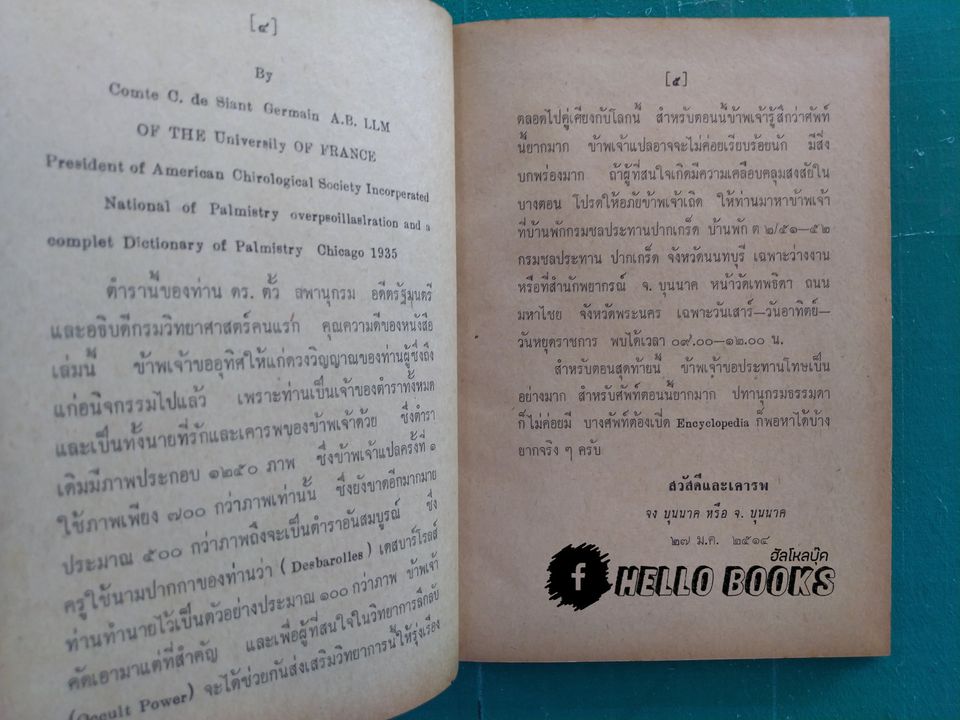 [๔]
By
Comte C. de Siant Germain A.B. LLM
OF THE Universily OF FRANCE
President of American Chirological Society Incorporated
National of Palmistry overpsoillaslration and a
complet Dictionary of Palmistry Chicago 1935
ตำรานี้ของท่าน ดร. ตั้ว ลพานุกรม อดีตรัฐมนตรี
และอธิบดีกรมวิทยาศาสตร์คนแรก คุณความดีของหนังสือ
เล่มนี้ ข้าพเจ้าขออุทิศให้แก่ดวงวิญญาณของท่านผู้ซึ่งถึง
แก่อนิจกรรมไปแล้ว เพราะท่านเป็นเจ้าของตำราทั้งหมด
และเป็นทั้งนายที่รักและเคารพของข้าพเจ้าด้วย ซึ่งตำรา
เดิมมีภาพประกอบ ๑๒๕๐ ภาพ ซึ่งข้าพเจ้าแปลครั้งที่ ๑
ใช้ภาพเพียง ๗๐๐ กว่าภาพเท่านั้น ซึ่งยังขาดอีกมากมาย
ประมาณ ๕๐๐ กว่าภาพถึงจะเป็นตำราอันสมบูรณ์ ซึ่ง
ครูใช้นามปากกาของท่านว่า (Desbarolles) เดสบาร์โรลส์
ท่านทำนายไว้เป็นตัวอย่างประมาณ ๑๐๐ กว่าภาพ ข้าพเจ้า
คัดเอามาแต่ที่สำคัญ และเพื่อผู้ที่สนใจในวิทยาการลึกลับ
(Occult Power) จะได้ช่วยกันส่งเสริมวิทยาการนี้ให้รุ่งเรือง
[๕]
ตลอดไปคู่เคียงกับโลกนี้ สำหรับตอนนี้ข้าพเจ้ารู้สึกว่าศัพท์
นี้ยากมาก ข้าพเจ้าแปลอาจจะไม่ค่อยเรียบร้อยนัก มีสิ่ง
บกพร่องมาก ถ้าผู้ที่สนใจเกิดมีความเคลือบคลุมสงสัยใน
บางตอน โปรดให้อภัยข้าพเจ้าเถิด ให้ท่านมาหาข้าพเจ้า
ที่บ้านพักกรมชลประทานปากเกร็ด บ้านพัก ต ๒/๕๑—๕๒
กรมชลประทาน ปากเกร็ด จังหวัดนนทบุรี เฉพาะว่างงาน
หรือที่สำนักพยากรณ์ จ. บุนนาค หน้าวัดเทพธิดา ถนน
มหาไชย จังหวัดพระนคร เฉพาะวันเสาร์—วันอาทิตย์—
วันหยุดราชการ พบได้เวลา ๐๙.๐๐—๑๒.๐๐ น.
สำหรับตอนสุดท้ายนี้ ข้าพเจ้าขอประทานโทษเป็น
อย่างมาก สำหรับศัพท์ตอนนี้ยากมาก ปทานุกรมธรรมดา
ก็ไม่ค่อยมี บางศัพท์ต้องเปิด Encyclopedia ก็พอหาได้บ้าง
ยากจริง ๆ ครับ
สวัสดีและเคารพ
จง บุนนาค หรือ จ. บุนนาค
๒๗ ม.ค. ๒๕๑๔
ฮัลโหลบุ๊ค
f HELLO BOOKS